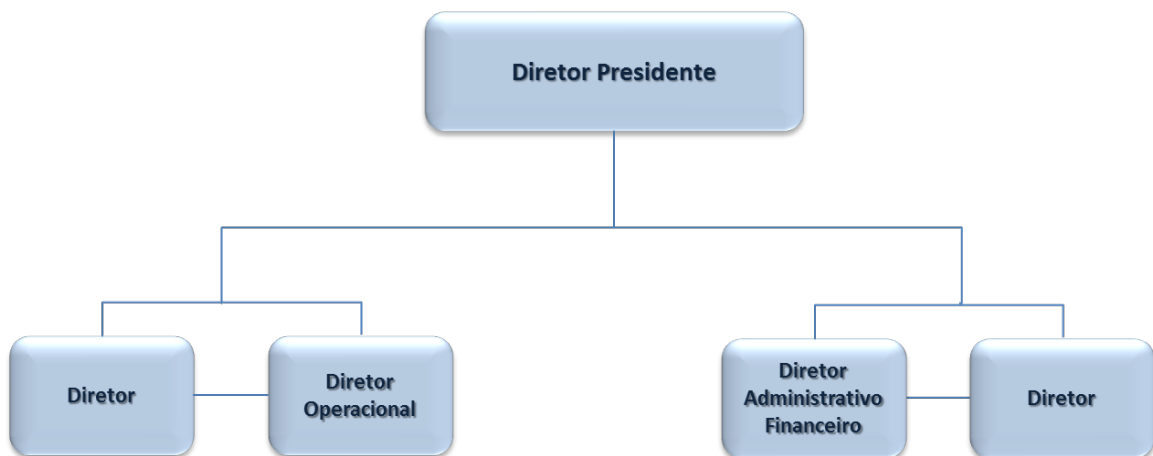 Diretor Presidente
Diretor
Diretor
Operacional
Diretor
Administrativo
Financeiro
Diretor